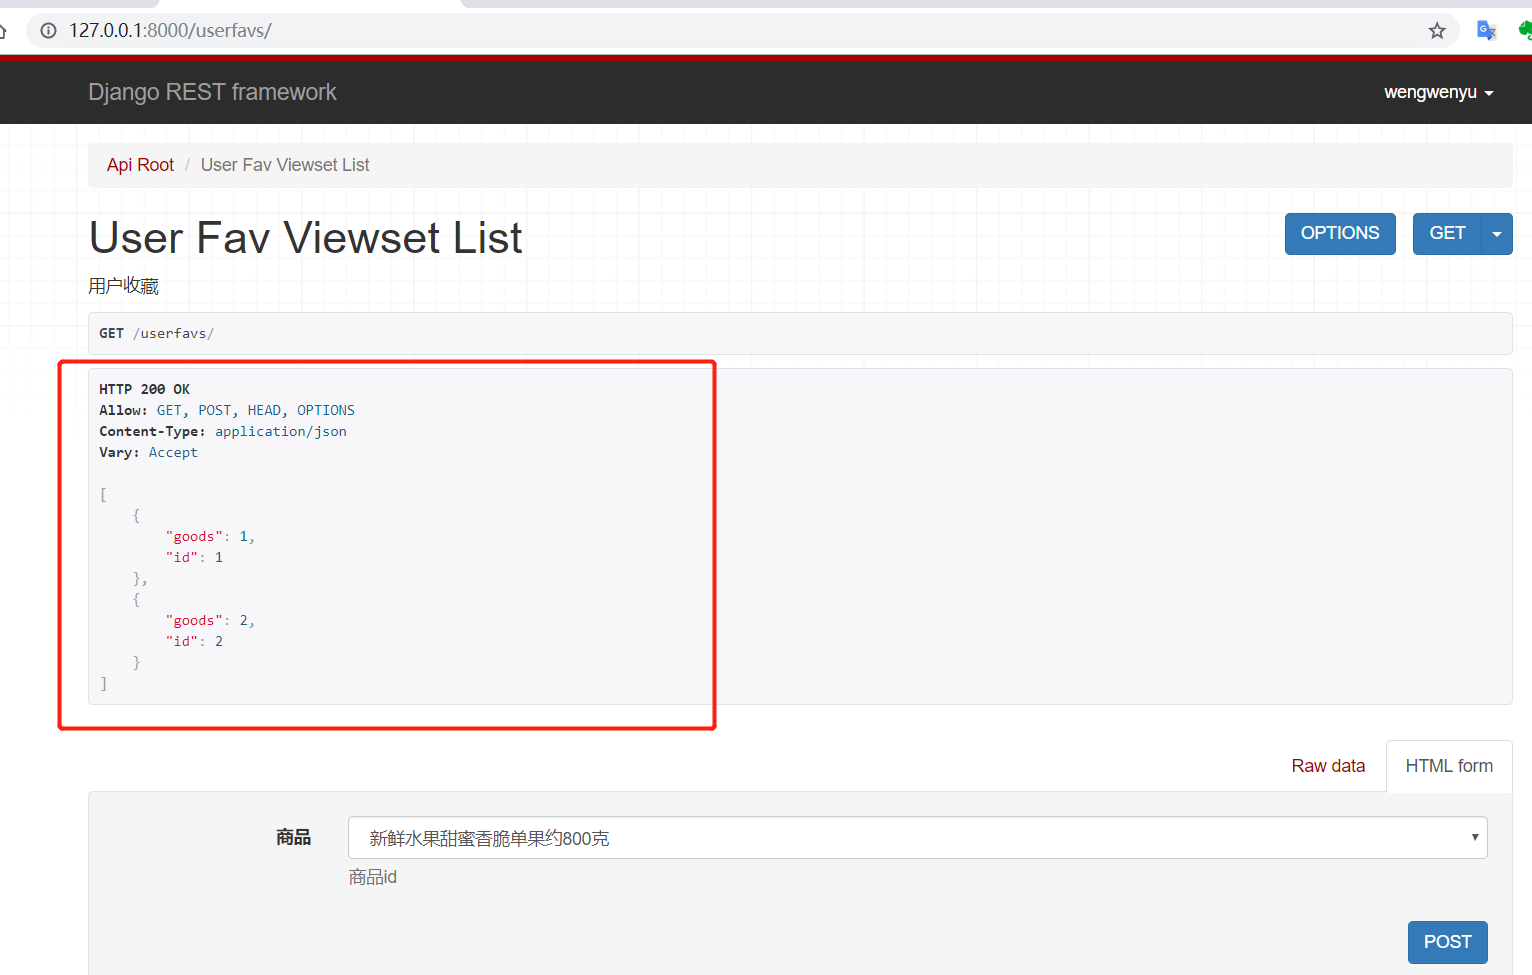 127.0.0.1:8000/userfavs/
Django REST framework
wengwenyu
Api Root / User Fav Viewset List
User Fav Viewset List
OPTIONS
GET
用户收藏
GET /userfavs/
HTTP 200 OK
Allow: GET, POST, HEAD, OPTIONS
Content-Type: application/json
Vary: Accept
[
    {
        "goods": 1,
        "id": 1
    },
    {
        "goods": 2,
        "id": 2
    }
]
Raw data
HTML form
商品
新鲜水果甜蜜香脆单果约800克
商品id
POST